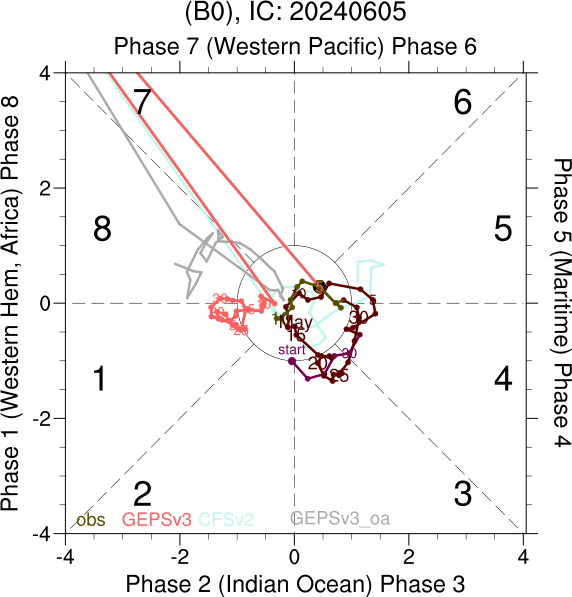 (B0), IC: 20240605
Phase 7 (Western Pacific) Phase 6
Phase 1 (Western Hem, Africa) Phase 8
Phase 5 (Maritime) Phase 4
4
2
0
-2
-4
7
6
8
5
1
4
2
3
May
start
15
20
25
30
obs
GEPSv3
CFSv2
GEPSv3_oa
-4
-2
0
2
4
Phase 2 (Indian Ocean) Phase 3